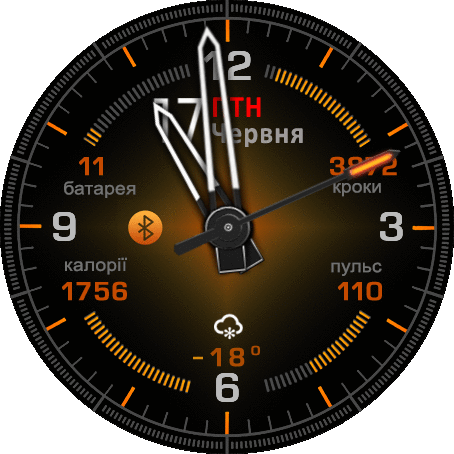 12
17 ПТН
Червня
11 3872
батарея кроки
9 3
калорії пульс
1756 110
-18°
6